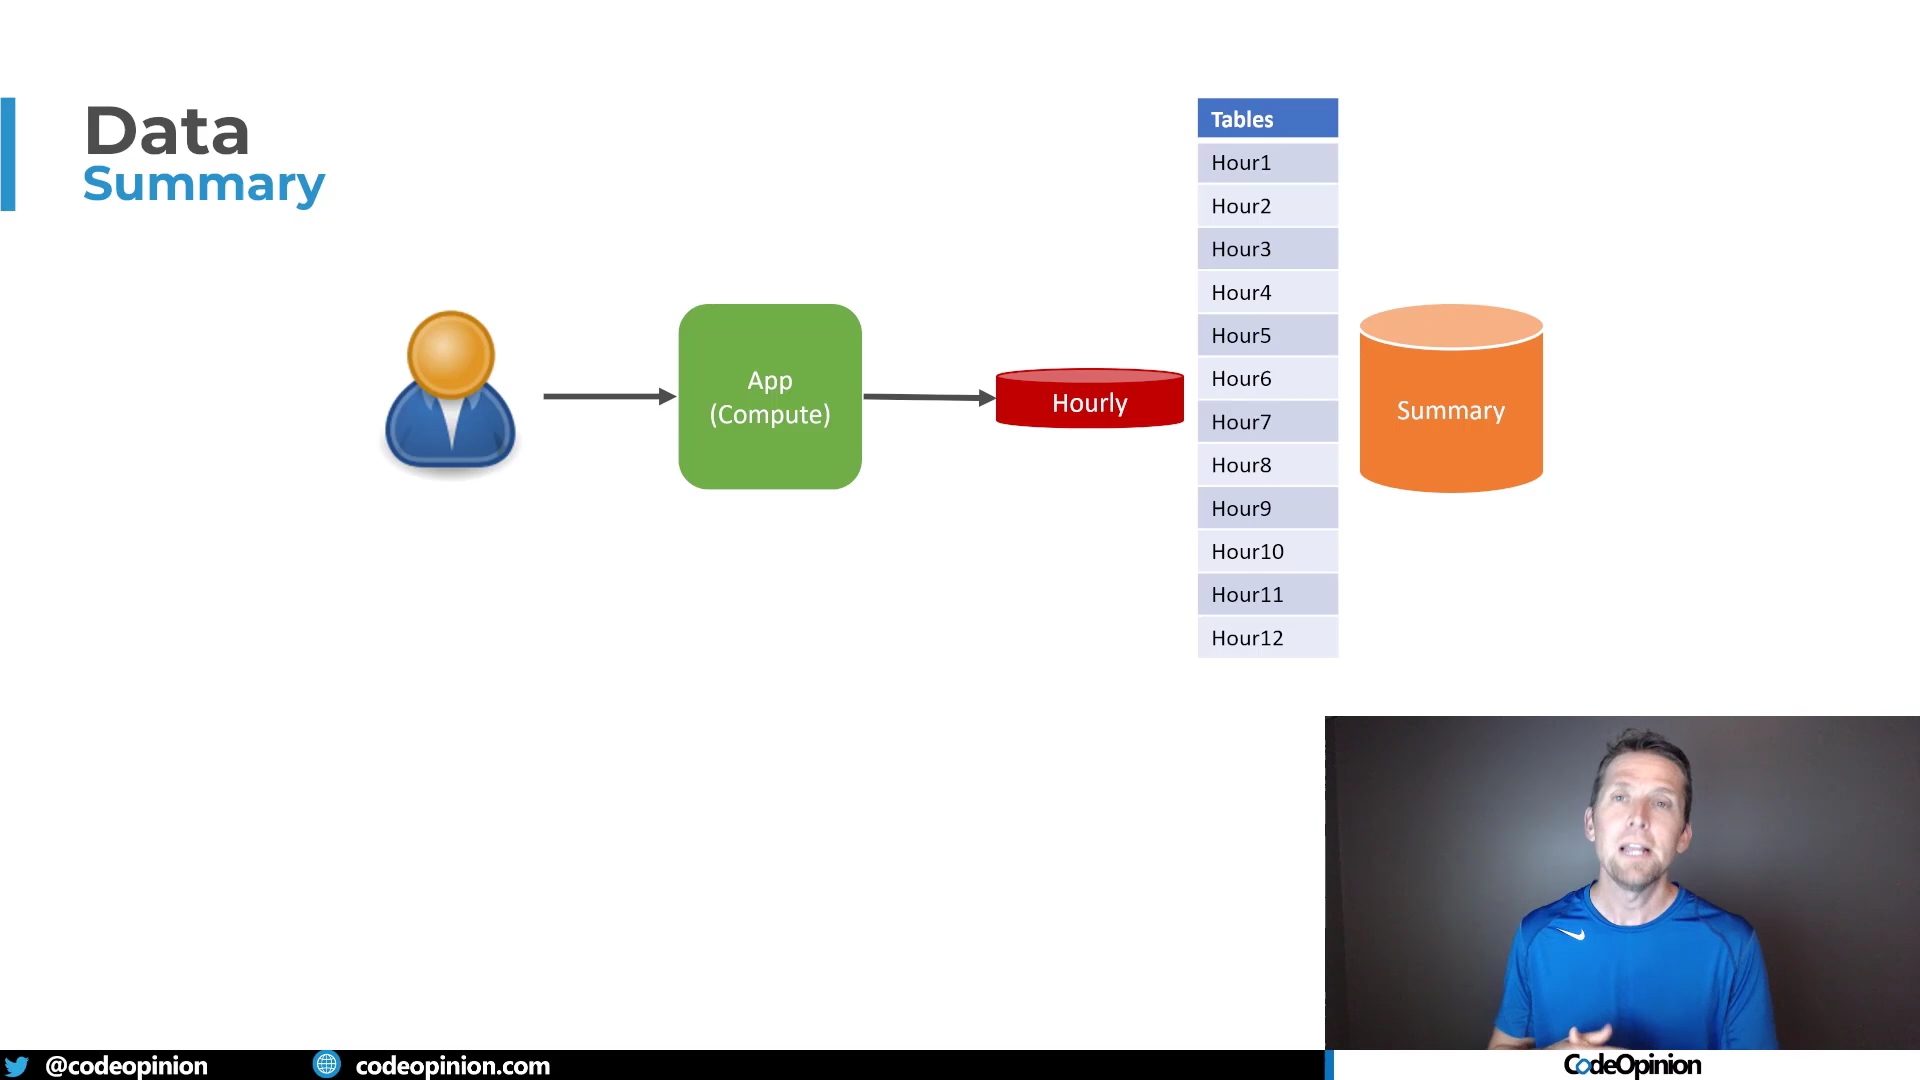 Data
Summary
App
(Compute)
Hourly
Tables
Hour1
Hour2
Hour3
Hour4
Hour5
Hour6
Hour7
Hour8
Hour9
Hour10
Hour11
Hour12
Summary
@codeopinion
codeopinion.com
CodeOpinion